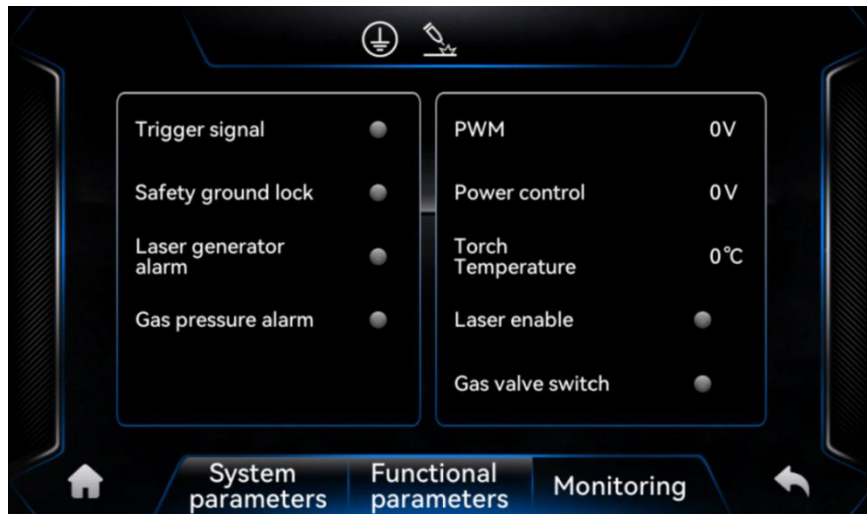 Trigger signal
Safety ground lock
Laser generator
alarm
Gas pressure alarm
PWM 0V
Power control 0V
Torch
Temperature 0℃
Laser enable
Gas valve switch
System
parameters
Functional
parameters
Monitoring